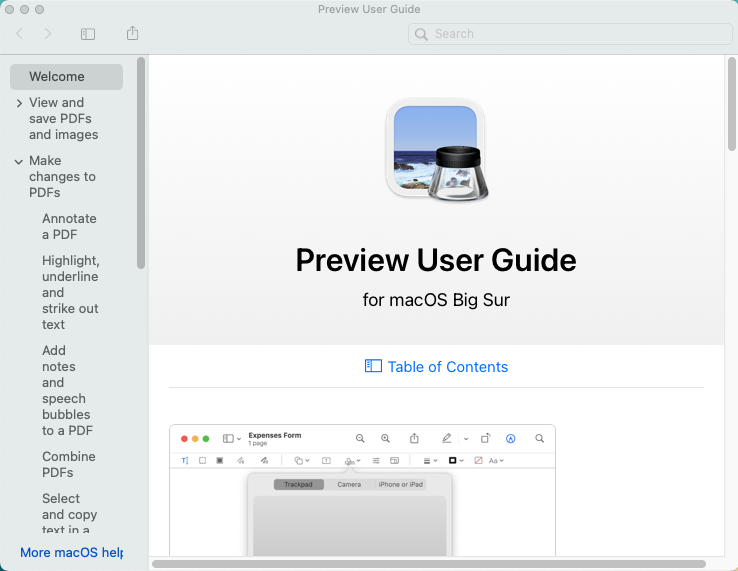 Preview User Guide
Search
Welcome
View and
save PDFs
and images
Make
changes to
PDFs
Annotate
a PDF
Highlight,
underline
and
strike out
text
Add
notes
and
speech
bubbles
to a PDF
Combine
PDFs
Select
and copy
text in a
More macOS help
Preview User Guide
for macOS Big Sur
Table of Contents
Expenses Form
1 page
Aa
Trackpad
Camera
iPhone or iPad